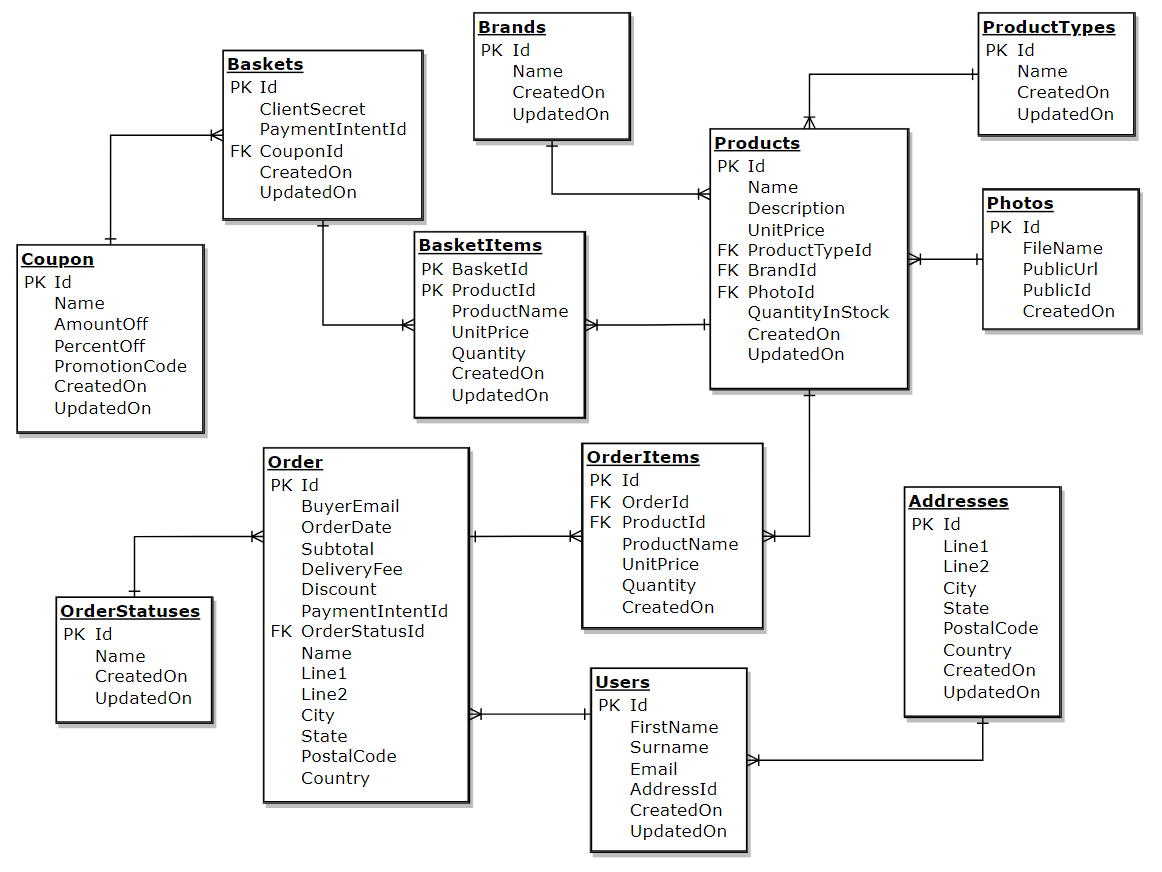 Brands
PK Id
Name
CreatedOn
UpdatedOn
ProductTypes
PK Id
Name
CreatedOn
UpdatedOn
Baskets
PK Id
ClientSecret
PaymentIntentId
FK CouponId
CreatedOn
UpdatedOn
Products
PK Id
Name
Description
UnitPrice
FK ProductTypeId
FK BrandId
FK PhotoId
QuantityInStock
CreatedOn
UpdatedOn
Photos
PK Id
FileName
PublicUrl
PublicId
CreatedOn
Coupon
PK Id
Name
AmountOff
PercentOff
PromotionCode
CreatedOn
UpdatedOn
BasketItems
PK BasketId
PK ProductId
ProductName
UnitPrice
Quantity
CreatedOn
UpdatedOn
Order
PK Id
BuyerEmail
OrderDate
Subtotal
DeliveryFee
Discount
PaymentIntentId
FK OrderStatusId
Name
Line1
Line2
City
State
PostalCode
Country
OrderItems
PK Id
FK OrderId
FK ProductId
ProductName
UnitPrice
Quantity
CreatedOn
Addresses
PK Id
Line1
Line2
City
State
PostalCode
Country
CreatedOn
UpdatedOn
OrderStatuses
PK Id
Name
CreatedOn
UpdatedOn
Users
PK Id
FirstName
Surname
Email
AddressId
CreatedOn
UpdatedOn